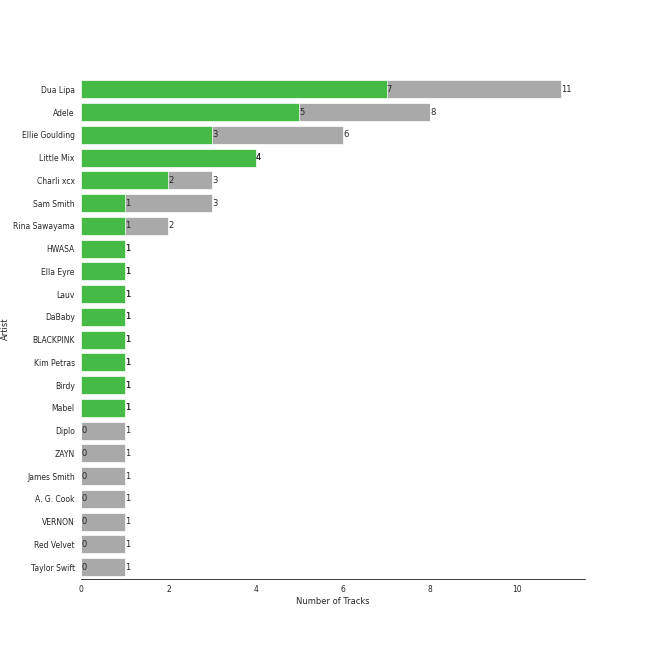 Dua Lipa 7 11
Adele 5 8
Ellie Goulding 3 6
Little Mix 4
Charli xcx 2 3
Sam Smith 1 3
Rina Sawayama 1 2
HWASA 1
Ella Eyre 1
Lauv 1
DaBaby 1
BLACKPINK 1
Kim Petras 1
Birdy 1
Mabel 1
Diplo 0 1
ZAYN 0 1
James Smith 0 1
A. G. Cook 0 1
VERNON 0 1
Red Velvet 0 1
Taylor Swift 0 1
Artist
0 2 4 6 8 10
Number of Tracks